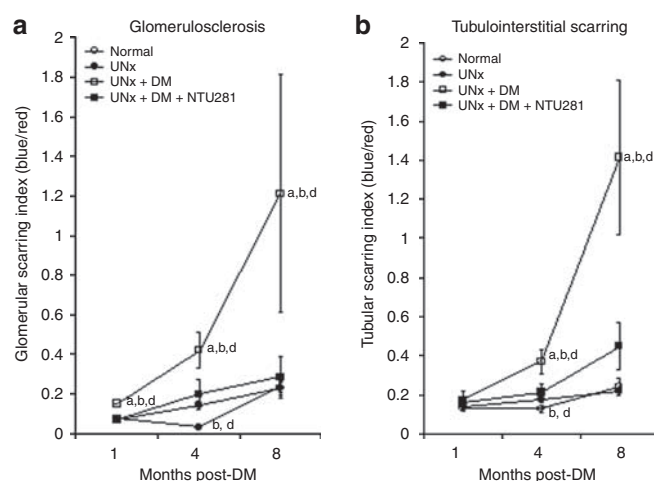 a
Glomerulosclerosis
2
1.8
1.6
1.4
1.2
1
0.8
0.6
0.4
0.2
0
Glomerular scarring index (blue/red)
Normal
UNx
UNx + DM
UNx + DM + NTU281
a,b,d
a,b,d
a,b,d
b, d
1
4
8
Months post-DM
b
Tubulointerstitial scarring
2
1.8
1.6
1.4
1.2
1
0.8
0.6
0.4
0.2
0
Tubular scarring index (blue/red)
Normal
UNx
UNx + DM
UNx + DM + NTU281
a,b,d
a,b,d
b, d
1
4
8
Months post-DM